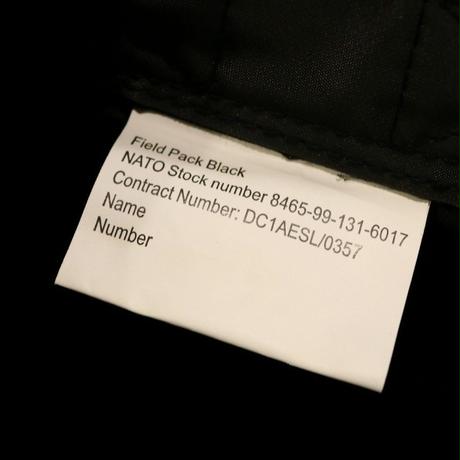 Field Pack Black
NATO Stock number 8465-99-131-6017
Contract Number: DC1AESL/0357
Name
Number